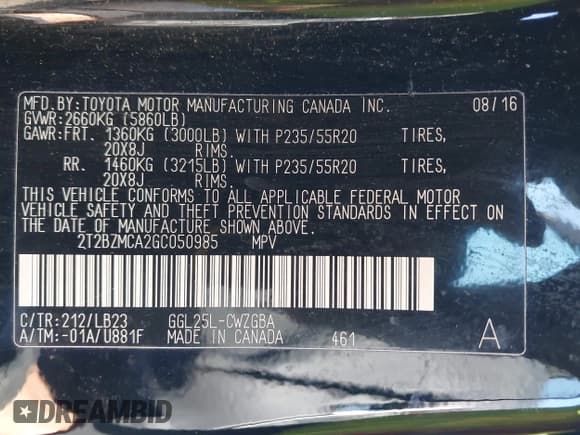 MFD.BY:TOYOTA MOTOR MANUFACTURING CANADA INC. 08/16
GVWR:2660KG (5860LB)
GAWR:FRT. 1360KG (3000LB) WITH P235/55R20 TIRES,
20X8J RIMS.
RR. 1460KG (3215LB) WITH P235/55R20 TIRES,
20X8J RIMS.
THIS VEHICLE CONFORMS TO ALL APPLICABLE FEDERAL MOTOR
VEHICLE SAFETY AND THEFT PREVENTION STANDARDS IN EFFECT ON
THE DATE OF MANUFACTURE SHOWN ABOVE.
2T2BZMCA2GC050985 MPV
C/TR:212/LB23 GGL25L-CWZGBA
A/TM:-01A/U881F MADE IN CANADA 461 A
DREAMBID